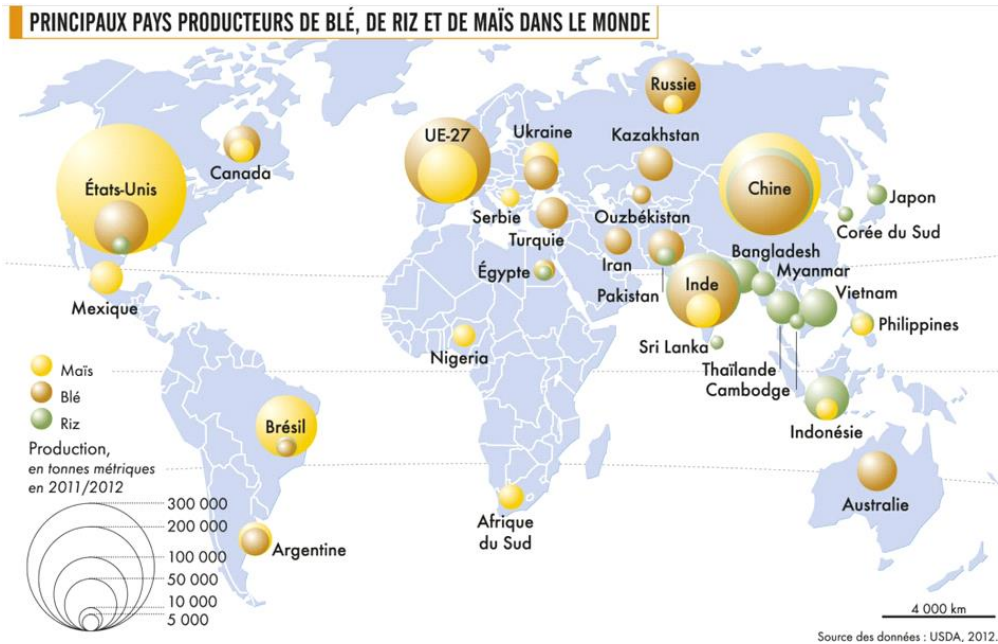 PRINCIPAUX PAYS PRODUCTEURS DE BLÉ, DE RIZ ET DE MAÏS DANS LE MONDE
Russie
UE-27
Ukraine
Kazakhstan
Canada
États-Unis
Chine
Japon
Serbie
Ouzbékistan
Corée du Sud
Turquie
Iran
Bangladesh
Égypte
Pakistan
Inde
Myanmar
Mexique
Vietnam
Nigeria
Sri Lanka
Philippines
Thaïlande
Cambodge
Brésil
Indonésie
Maïs
Blé
Riz
Production,
en tonnes métriques
en 2011/2012
300 000
200 000
100 000
50 000
10 000
5 000
Argentine
Afrique
du Sud
Australie
4 000 km
Source des données : USDA, 2012.